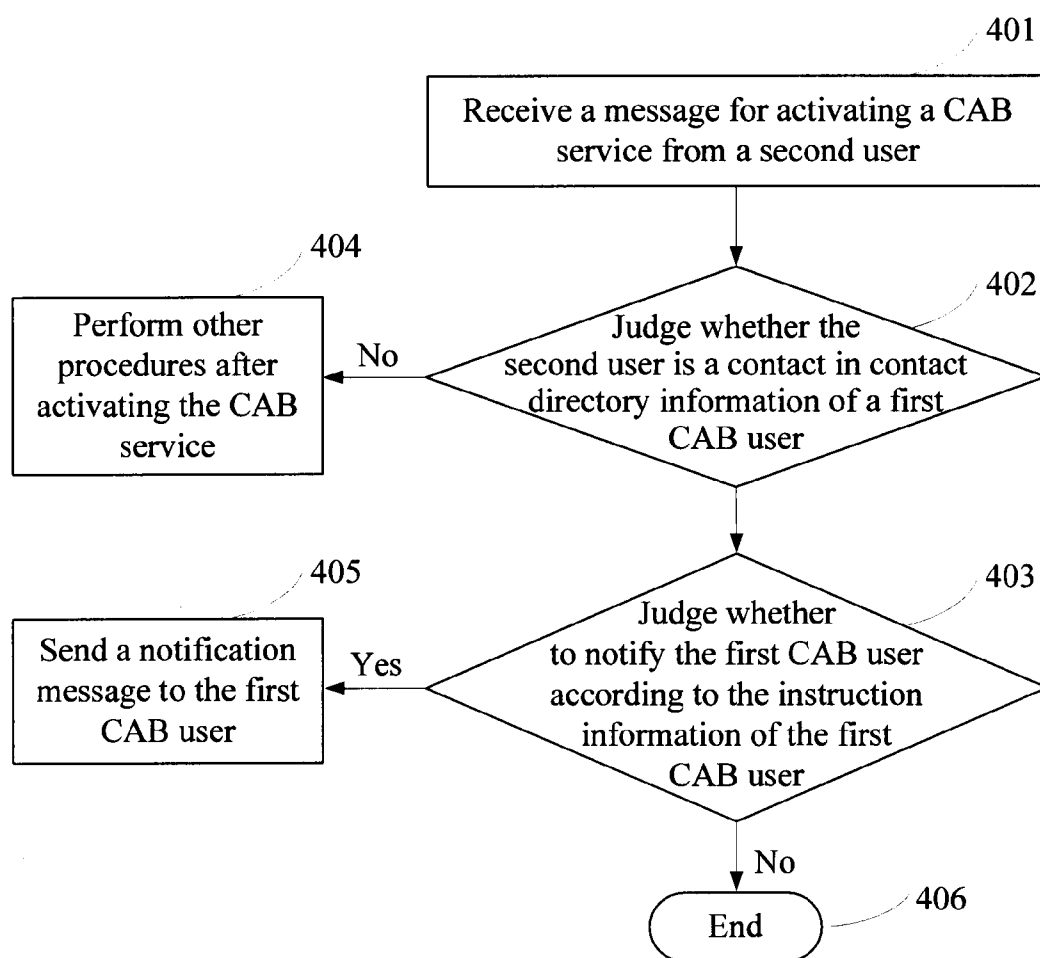 401
Receive a message for activating a CAB
service from a second user
404
402
Perform other
procedures after
activating the CAB
service
No
Judge whether the
second user is a contact in contact
directory information of a first
CAB user
405
403
Send a notification
message to the first
CAB user
Yes
Judge whether
to notify the first CAB user
according to the instruction
information of the first
CAB user
No
406
End